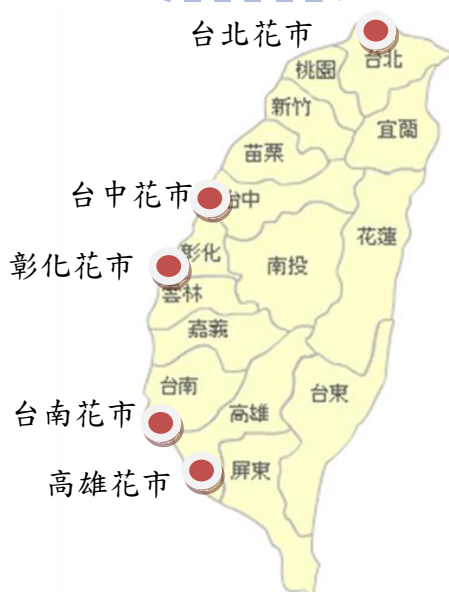 台北花市
台北
桃園
新竹
宜蘭
苗栗
台中花市
台中
花蓮
彰化
彰化花市
南投
雲林
嘉義
台南
台東
台南花市
高雄
屏東
高雄花市